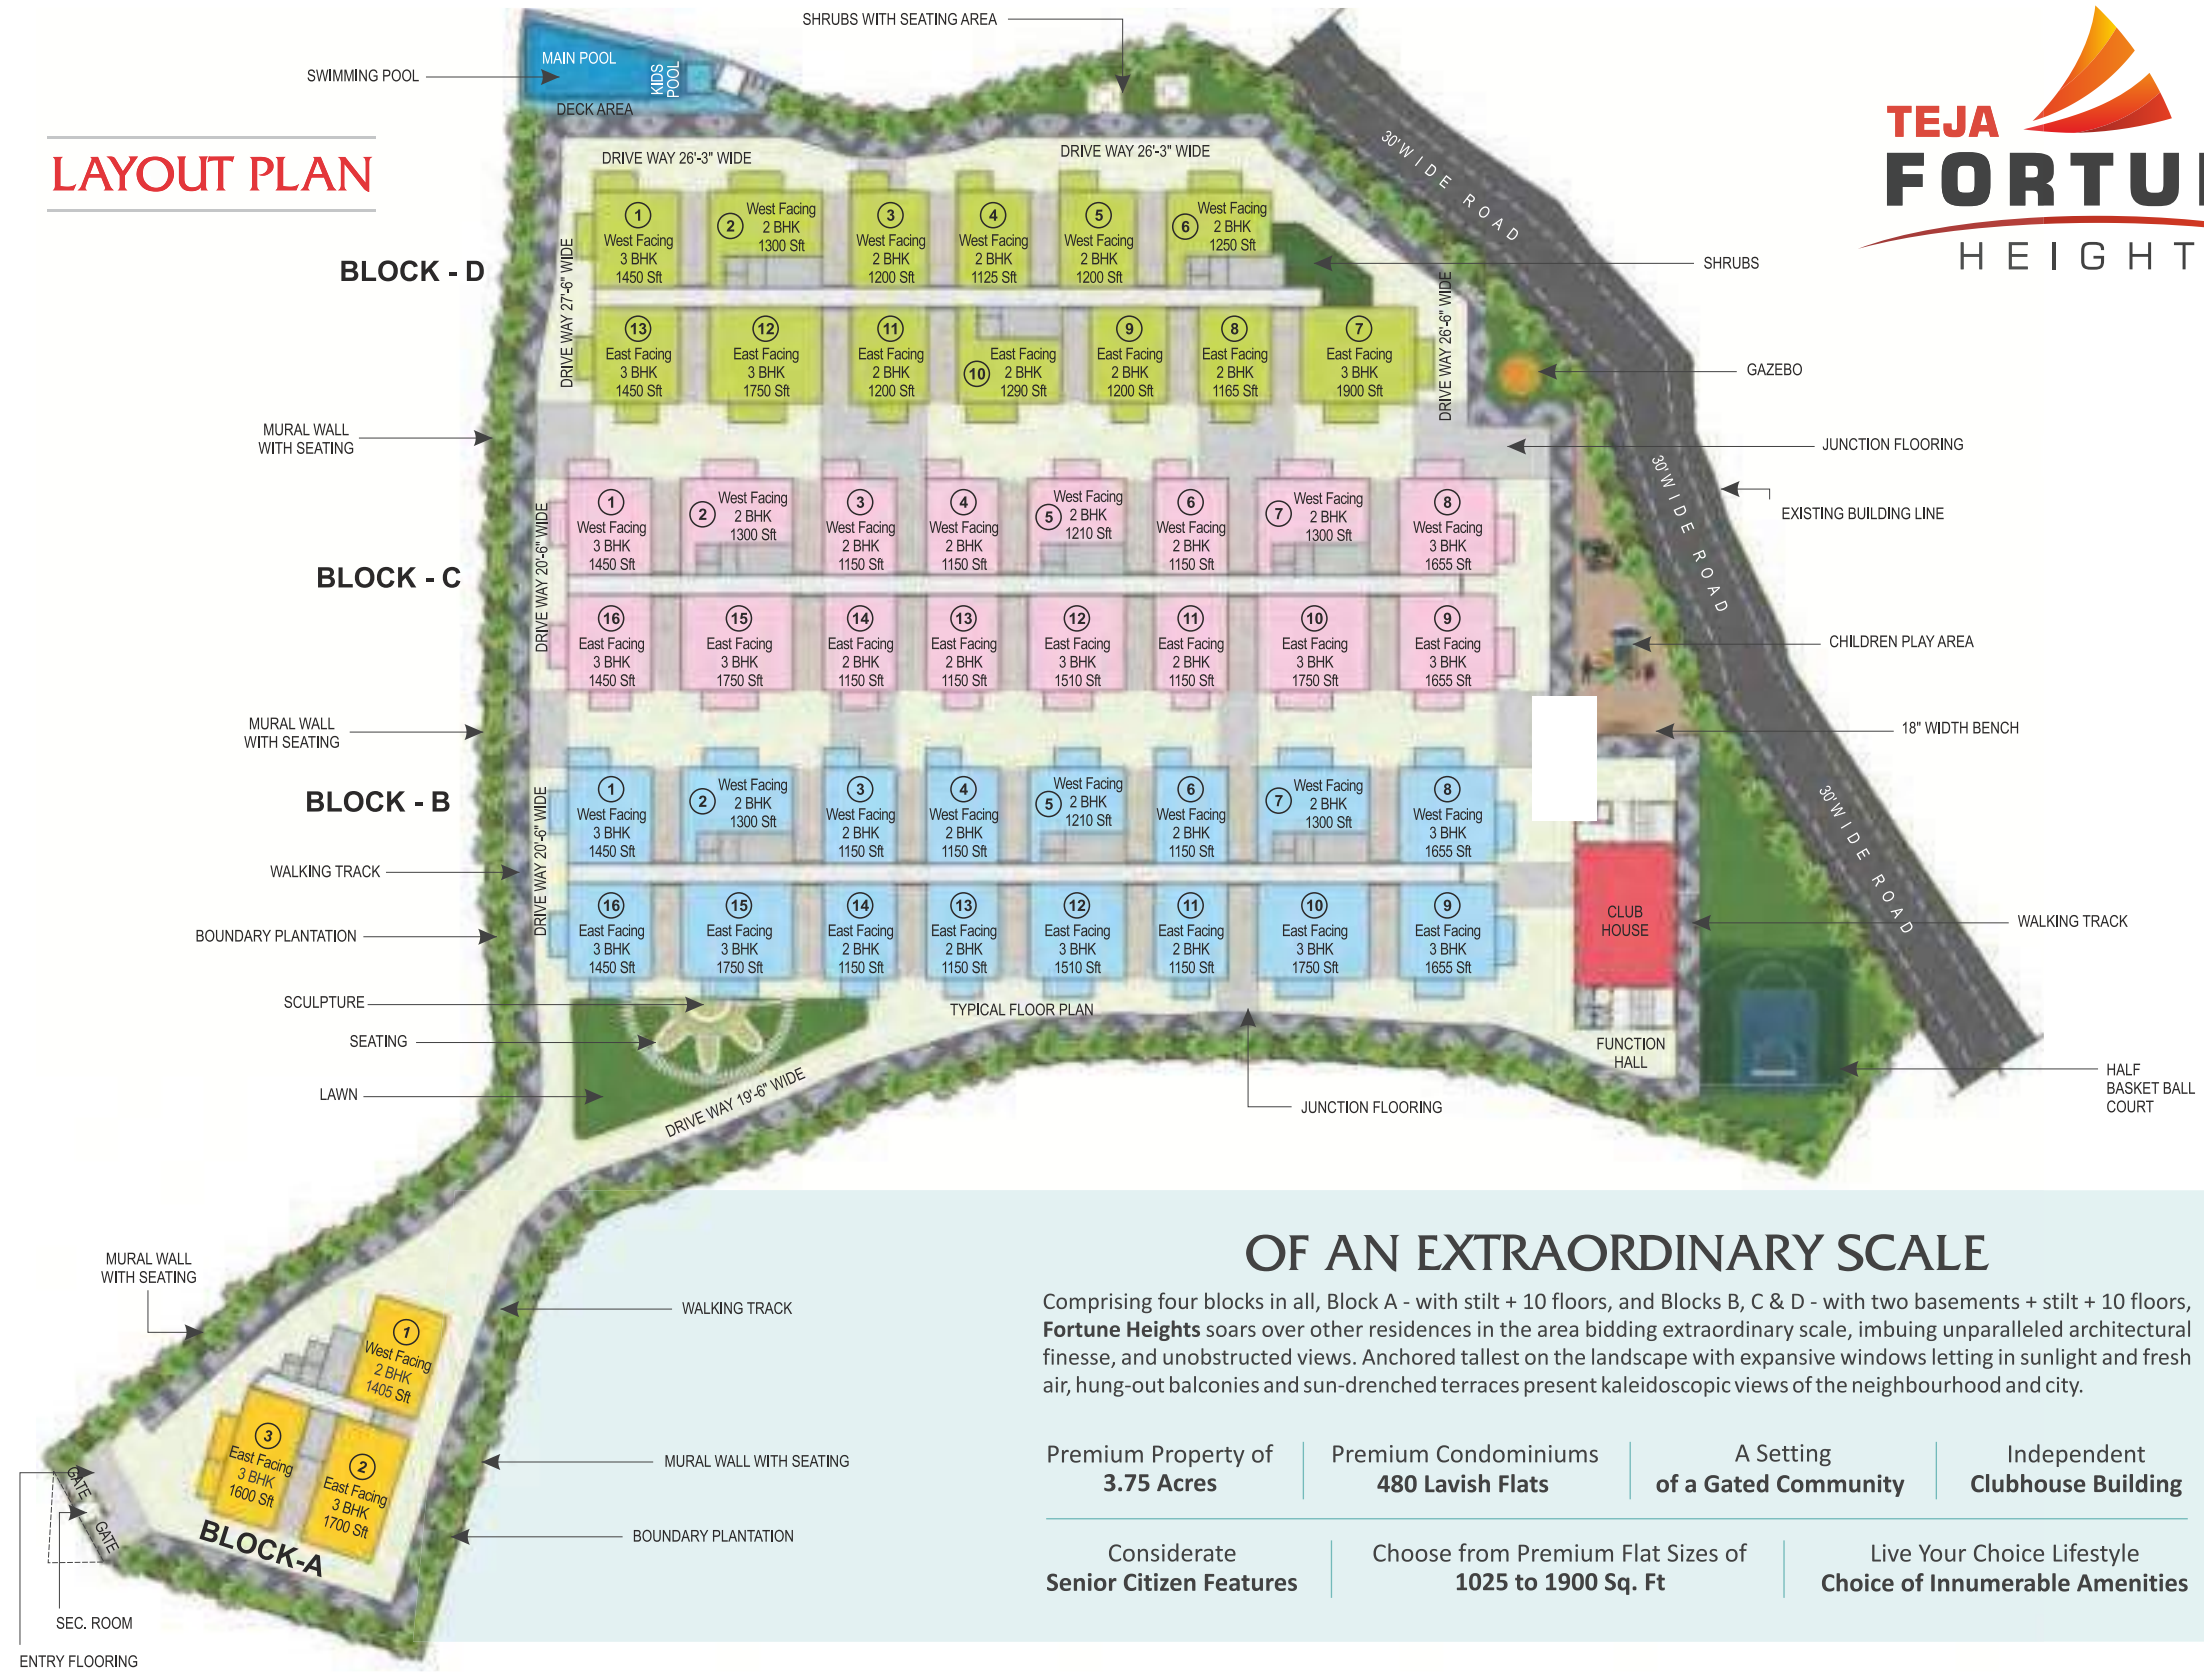 SHRUBS WITH SEATING AREA
SWIMMING POOL
MAIN POOL
KIDS
POOL
DECK AREA
LAYOUT PLAN
TEJA
FORTU
HEIGHT
DRIVE WAY 26'-3" WIDE
DRIVE WAY 26'-3" WIDE
30'WIDE ROAD
BLOCK - D
DRIVE WAY 27'-6" WIDE
1
West Facing
3 BHK
1450 Sft
2
West Facing
2 BHK
1300 Sft
3
West Facing
2 BHK
1200 Sft
4
West Facing
2 BHK
1125 Sft
5
West Facing
2 BHK
1200 Sft
6
West Facing
2 BHK
1250 Sft
SHRUBS
DRIVE WAY 26'-6" WIDE
13
East Facing
3 BHK
1450 Sft
12
East Facing
3 BHK
1750 Sft
11
East Facing
2 BHK
1200 Sft
10
East Facing
2 BHK
1290 Sft
9
East Facing
2 BHK
1200 Sft
8
East Facing
2 BHK
1165 Sft
7
East Facing
3 BHK
1900 Sft
GAZEBO
MURAL WALL
WITH SEATING
JUNCTION FLOORING
30'WIDE ROAD
EXISTING BUILDING LINE
BLOCK - C
DRIVE WAY 20'-6" WIDE
1
West Facing
3 BHK
1450 Sft
2
West Facing
2 BHK
1300 Sft
3
West Facing
2 BHK
1150 Sft
4
West Facing
2 BHK
1150 Sft
5
West Facing
2 BHK
1210 Sft
6
West Facing
2 BHK
1150 Sft
7
West Facing
2 BHK
1300 Sft
8
West Facing
3 BHK
1655 Sft
16
East Facing
3 BHK
1450 Sft
15
East Facing
3 BHK
1750 Sft
14
East Facing
2 BHK
1150 Sft
13
East Facing
2 BHK
1150 Sft
12
East Facing
3 BHK
1510 Sft
11
East Facing
2 BHK
1150 Sft
10
East Facing
3 BHK
1750 Sft
9
East Facing
3 BHK
1655 Sft
CHILDREN PLAY AREA
MURAL WALL
WITH SEATING
18" WIDTH BENCH
BLOCK - B
DRIVE WAY 20'-6" WIDE
1
West Facing
3 BHK
1450 Sft
2
West Facing
2 BHK
1300 Sft
3
West Facing
2 BHK
1150 Sft
4
West Facing
2 BHK
1150 Sft
5
West Facing
2 BHK
1210 Sft
6
West Facing
2 BHK
1150 Sft
7
West Facing
2 BHK
1300 Sft
8
West Facing
3 BHK
1655 Sft
30'WIDE ROAD
WALKING TRACK
BOUNDARY PLANTATION
16
East Facing
3 BHK
1450 Sft
15
East Facing
3 BHK
1750 Sft
14
East Facing
2 BHK
1150 Sft
13
East Facing
2 BHK
1150 Sft
12
East Facing
3 BHK
1510 Sft
11
East Facing
2 BHK
1150 Sft
10
East Facing
3 BHK
1750 Sft
9
East Facing
3 BHK
1655 Sft
CLUB
HOUSE
WALKING TRACK
SCULPTURE
SEATING
LAWN
TYPICAL FLOOR PLAN
DRIVE WAY 19'-6" WIDE
JUNCTION FLOORING
FUNCTION
HALL
HALF
BASKET BALL
COURT
MURAL WALL
WITH SEATING
WALKING TRACK
1
West Facing
2 BHK
1405 Sft
3
East Facing
3 BHK
1600 Sft
2
East Facing
3 BHK
1700 Sft
BLOCK-A
MURAL WALL WITH SEATING
BOUNDARY PLANTATION
GATE
GATE
SEC. ROOM
ENTRY FLOORING
OF AN EXTRAORDINARY SCALE
Comprising four blocks in all, Block A - with stilt + 10 floors, and Blocks B, C & D - with two basements + stilt + 10 floors,
Fortune Heights soars over other residences in the area bidding extraordinary scale, imbuing unparalleled architectural
finesse, and unobstructed views. Anchored tallest on the landscape with expansive windows letting in sunlight and fresh
air, hung-out balconies and sun-drenched terraces present kaleidoscopic views of the neighbourhood and city.
Premium Property of
3.75 Acres
Premium Condominiums
480 Lavish Flats
A Setting
of a Gated Community
Independent
Clubhouse Building
Considerate
Senior Citizen Features
Choose from Premium Flat Sizes of
1025 to 1900 Sq. Ft
Live Your Choice Lifestyle
Choice of Innumerable Amenities